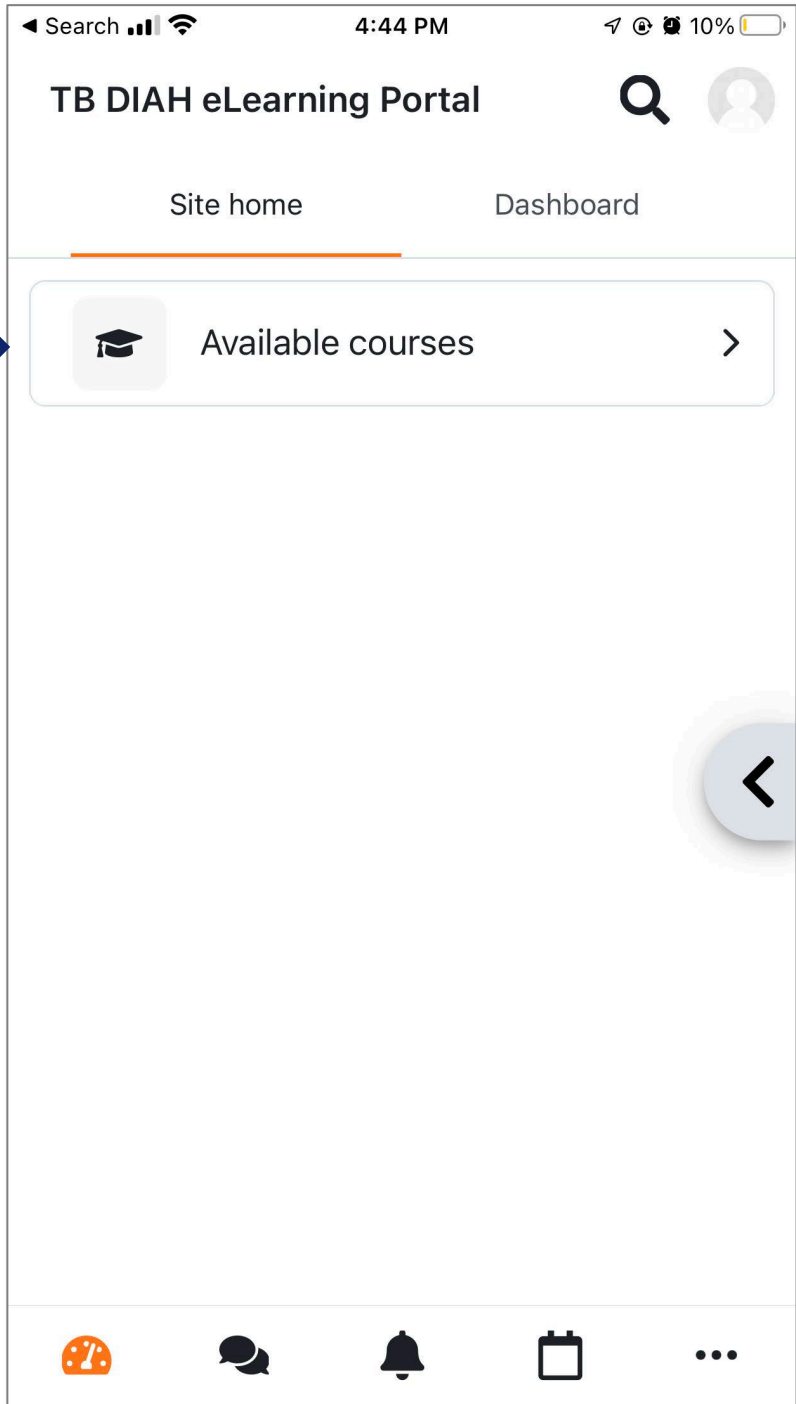 ◀ Search 4:44 PM 10%
TB DIAH eLearning Portal
Site home Dashboard
Available courses